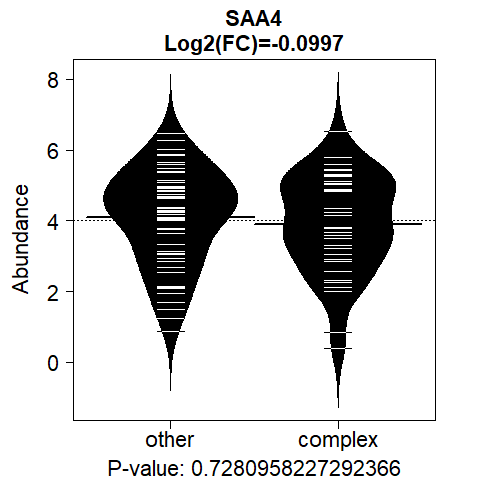 SAA4
Log2(FC)=-0.0997
Abundance
8
6
4
2
0
other complex
P-value: 0.7280958227292366